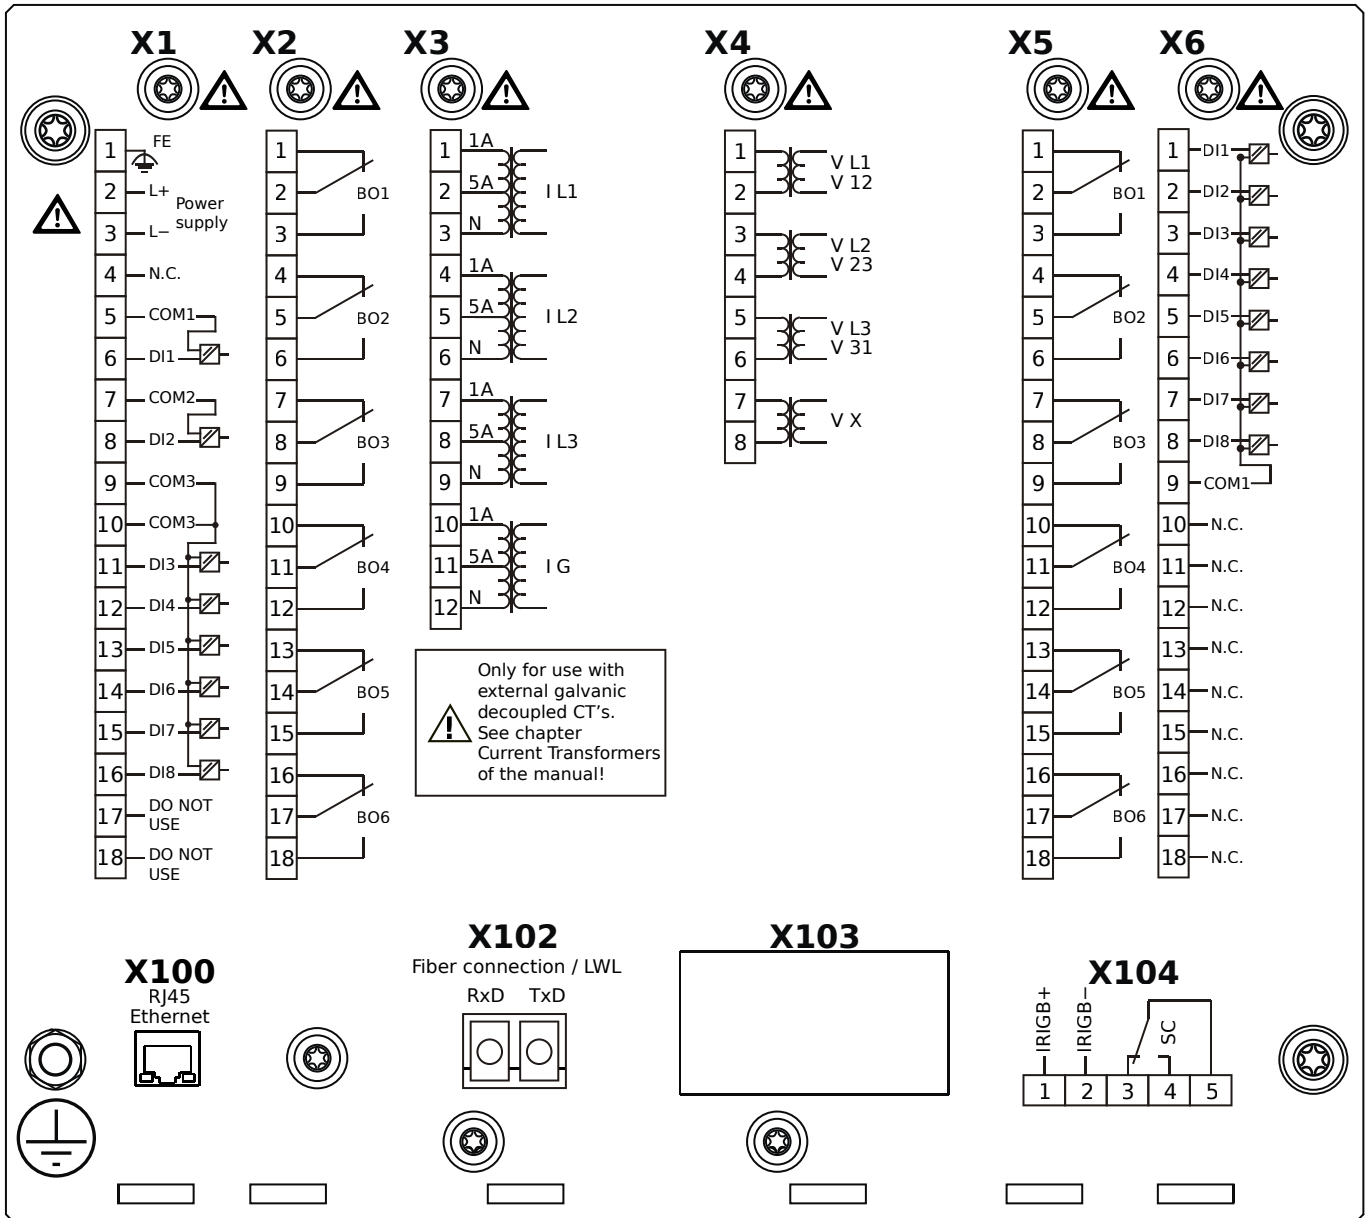 X1
X2
X3
X4
X5
X6
1 FE
2 L+ Power
supply
3 L−
4 N.C.
5 COM1
6 DI1
7 COM2
8 DI2
9 COM3
10 COM3
11 DI3
12 DI4
13 DI5
14 DI6
15 DI7
16 DI8
17 DO NOT
USE
18 DO NOT
USE
1
2 BO1
3
4
5 BO2
6
7
8 BO3
9
10
11 BO4
12
13
14 BO5
15
16
17 BO6
18
1 1A
2 5A I L1
3 N
4 1A
5 5A I L2
6 N
7 1A
8 5A I L3
9 N
10 1A
11 5A I G
12 N
Only for use with
external galvanic
decoupled CT's.
See chapter
Current Transformers
of the manual!
1 V L1
2 V 12
3 V L2
4 V 23
5 V L3
6 V 31
7 V X
8
1
2 BO1
3
4
5 BO2
6
7
8 BO3
9
10
11 BO4
12
13
14 BO5
15
16
17 BO6
18
1 DI1
2 DI2
3 DI3
4 DI4
5 DI5
6 DI6
7 DI7
8 DI8
9 COM1
10 N.C.
11 N.C.
12 N.C.
13 N.C.
14 N.C.
15 N.C.
16 N.C.
17 N.C.
18 N.C.
X100
RJ45
Ethernet
X102
Fiber connection / LWL
RxD TxD
X103
X104
IRIGB+
IRIGB−
SC
1 2 3 4 5